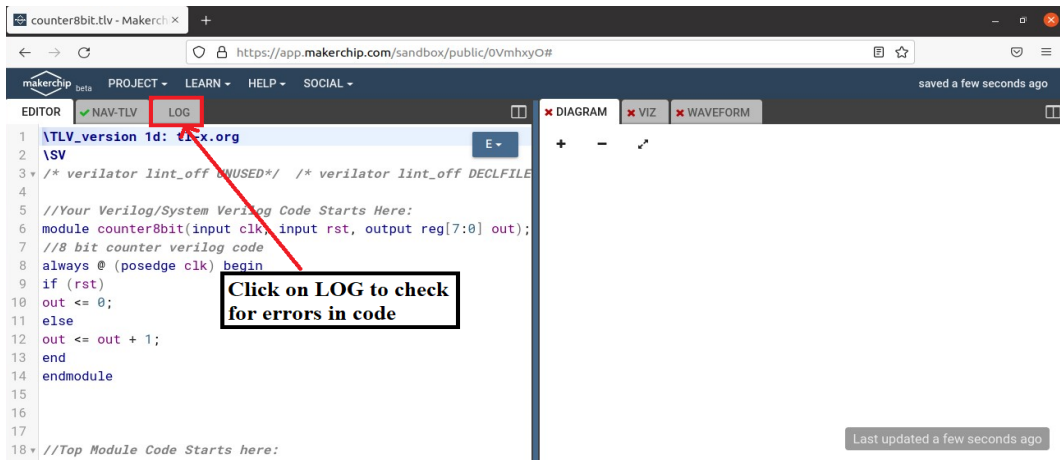 counter8bit.tlv - Makerch × +
https://app.makerchip.com/sandbox/public/0VmhxyO#
makerchip beta PROJECT LEARN HELP SOCIAL saved a few seconds ago
EDITOR NAV-TLV LOG DIAGRAM VIZ WAVEFORM
E
1 \TLV_version 1d: tl-x.org
2 \SV
3 /* verilator lint_off UNUSED*/ /* verilator lint_off DECLFILE
4
5 //Your Verilog/System Verilog Code Starts Here:
6 module counter8bit(input clk, input rst, output reg[7:0] out);
7 //8 bit counter verilog code
8 always @ (posedge clk) begin
9 if (rst)
10 out <= 0;
11 else
12 out <= out + 1;
13 end
14 endmodule
15
16
17
18 //Top Module Code Starts here:
Click on LOG to check
for errors in code
Last updated a few seconds ago